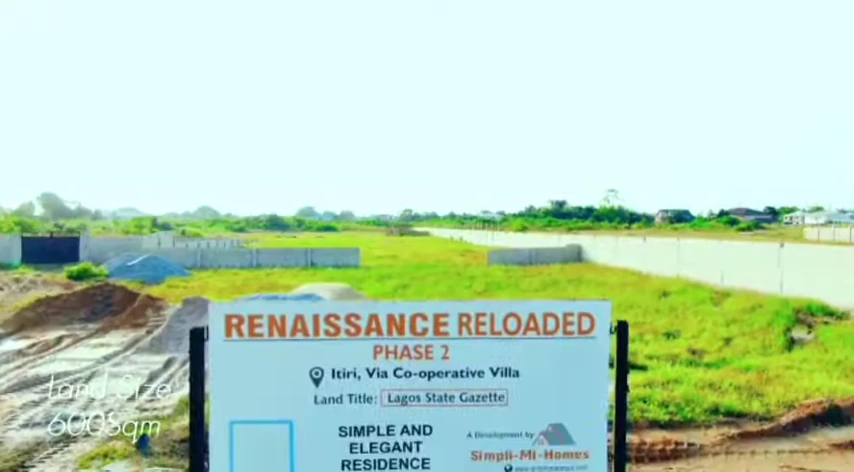 RENAISSANCE RELOADED
PHASE 2
Itiri, Via Co-operative Villa
Land Title: Lagos State Gazette
SIMPLE AND
ELEGANT
RESIDENCE
A Development by
Simpli-Mi-Homes
Land Size
600Sqm